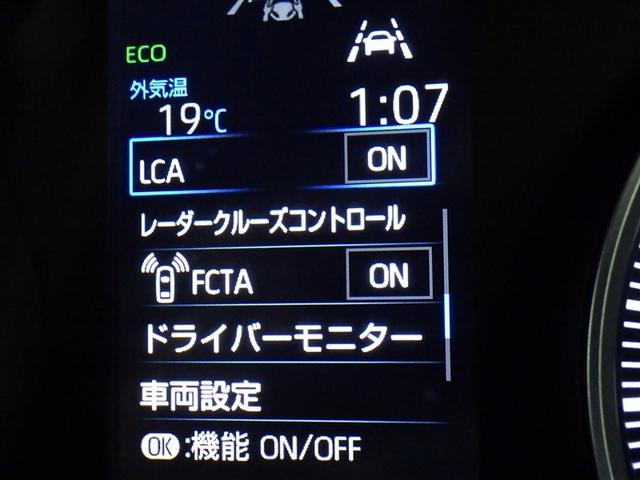 ECO
外気温
19℃
1:07
LCA ON
レーダークルーズコントロール
FCTA ON
ドライバーモニター
車両設定
OK:機能 ON/OFF